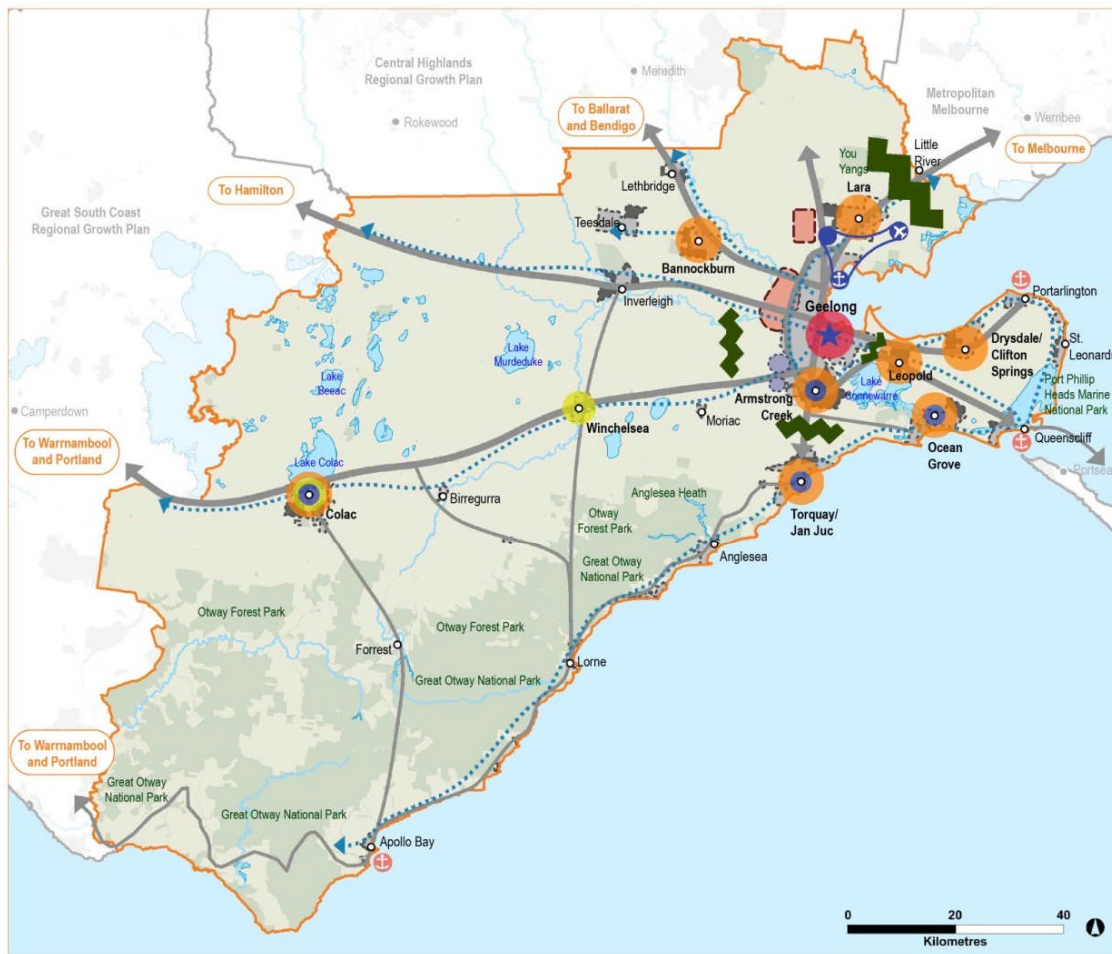 Central Highlands
Regional Growth Plan
Meredith
Metropolitan
Melbourne
Rokewood
To Ballarat
and Bendigo
Werribee
Little
River
To Melbourne
You
Yangs
Lethbridge
Lara
To Hamilton
Great South Coast
Regional Growth Plan
Teesdale
Bannockburn
Inverleigh
Geelong
Portarlington
Drysdale/
Clifton
Springs
St.
Leonards
Lake
Murdeduke
Leopold
Lake
Beeac
Port Phillip
Heads Marine
National Park
Armstrong
Creek
Lake
Connewarre
Camperdown
Winchelsea
Moriac
Ocean
Grove
Queenscliff
To Warrnambool
and Portland
Lake Colac
Portsea
Birregurra
Colac
Anglesea Heath
Torquay/
Jan Juc
Otway
Forest Park
Anglesea
Great Otway
National Park
Otway Forest Park
Otway Forest Park
Forrest
Lorne
Great Otway National Park
To Warrnambool
and Portland
Great Otway
National Park
Great Otway National Park
Apollo Bay
0 20 40
Kilometres